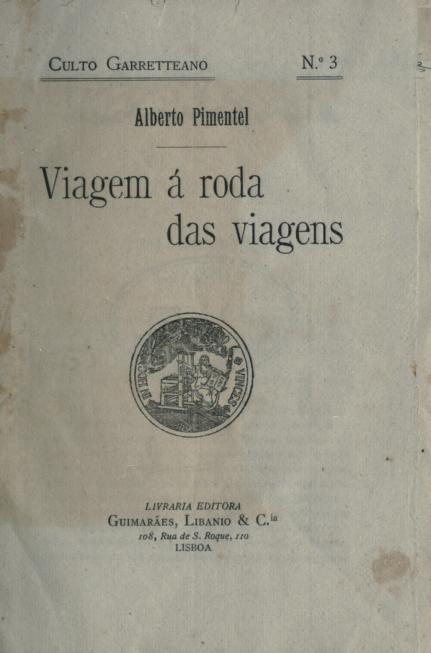 CULTO GARRETTEANO N.º 3
Alberto Pimentel
Viagem á roda
das viagens
LIVRARIA EDITORA
GUIMARÃES, LIBANIO & C.ia
108, Rua de S. Roque, 110
LISBOA